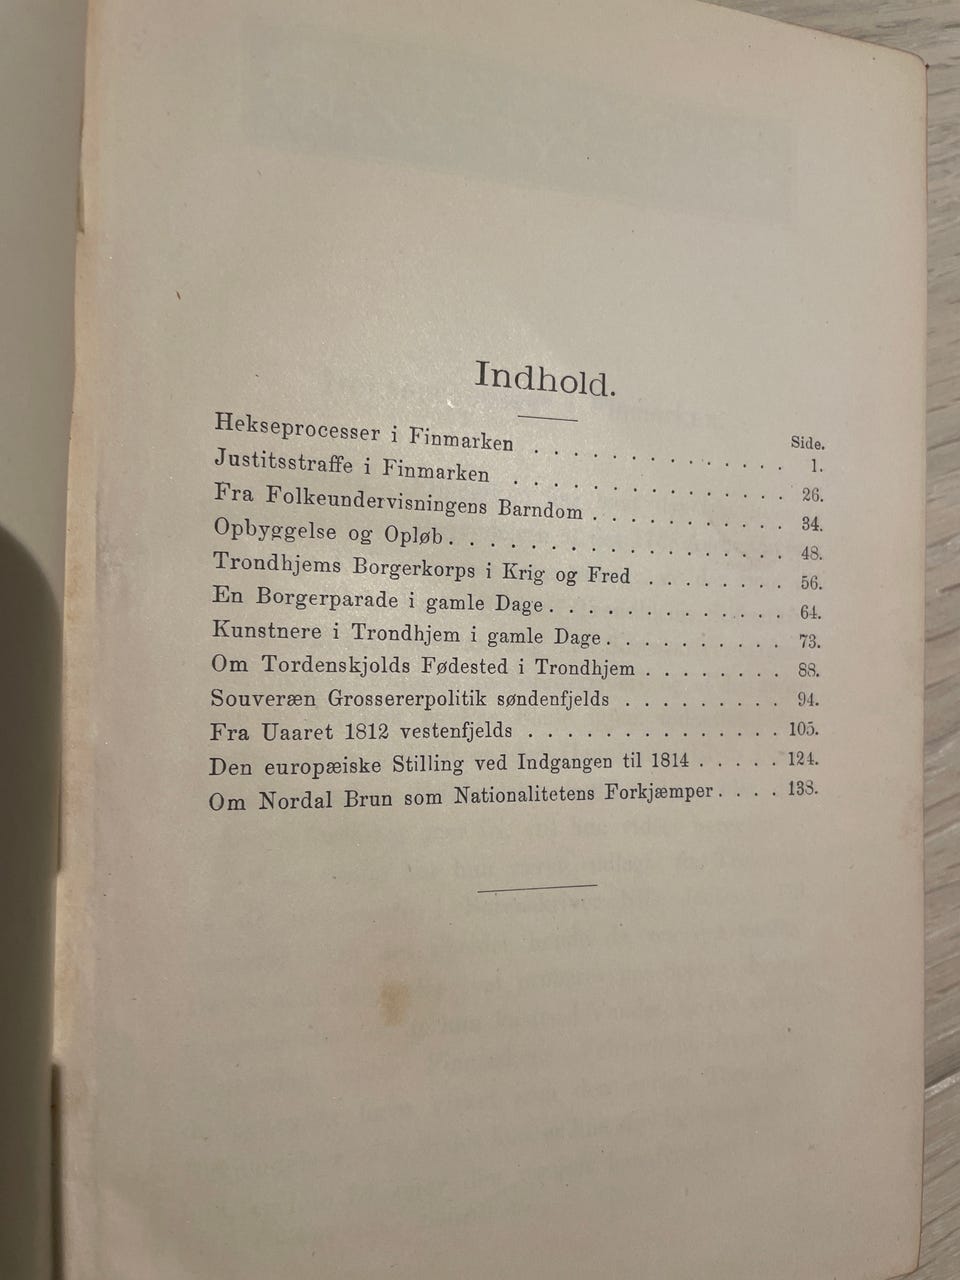 Indhold.
Side.
Hekseprocesser i Finmarken . . . . . . . . . . . . . . 1.
Justitsstraffe i Finmarken . . . . . . . . . . . . . . . 26.
Fra Folkeundervisningens Barndom . . . . . . . . . . 34.
Opbyggelse og Opløb . . . . . . . . . . . . . . . . . 48.
Trondhjems Borgerkorps i Krig og Fred . . . . . . . . 56.
En Borgerparade i gamle Dage . . . . . . . . . . . . . 64.
Kunstnere i Trondhjem i gamle Dage . . . . . . . . . . 73.
Om Tordenskjolds Fødested i Trondhjem . . . . . . . . 88.
Souveræn Grossererpolitik søndenfjelds . . . . . . . . . 94.
Fra Uaaret 1812 vestenfjelds . . . . . . . . . . . . . . 105.
Den europæiske Stilling ved Indgangen til 1814 . . . . . 124.
Om Nordal Brun som Nationalitetens Forkjæmper . . . . 138.